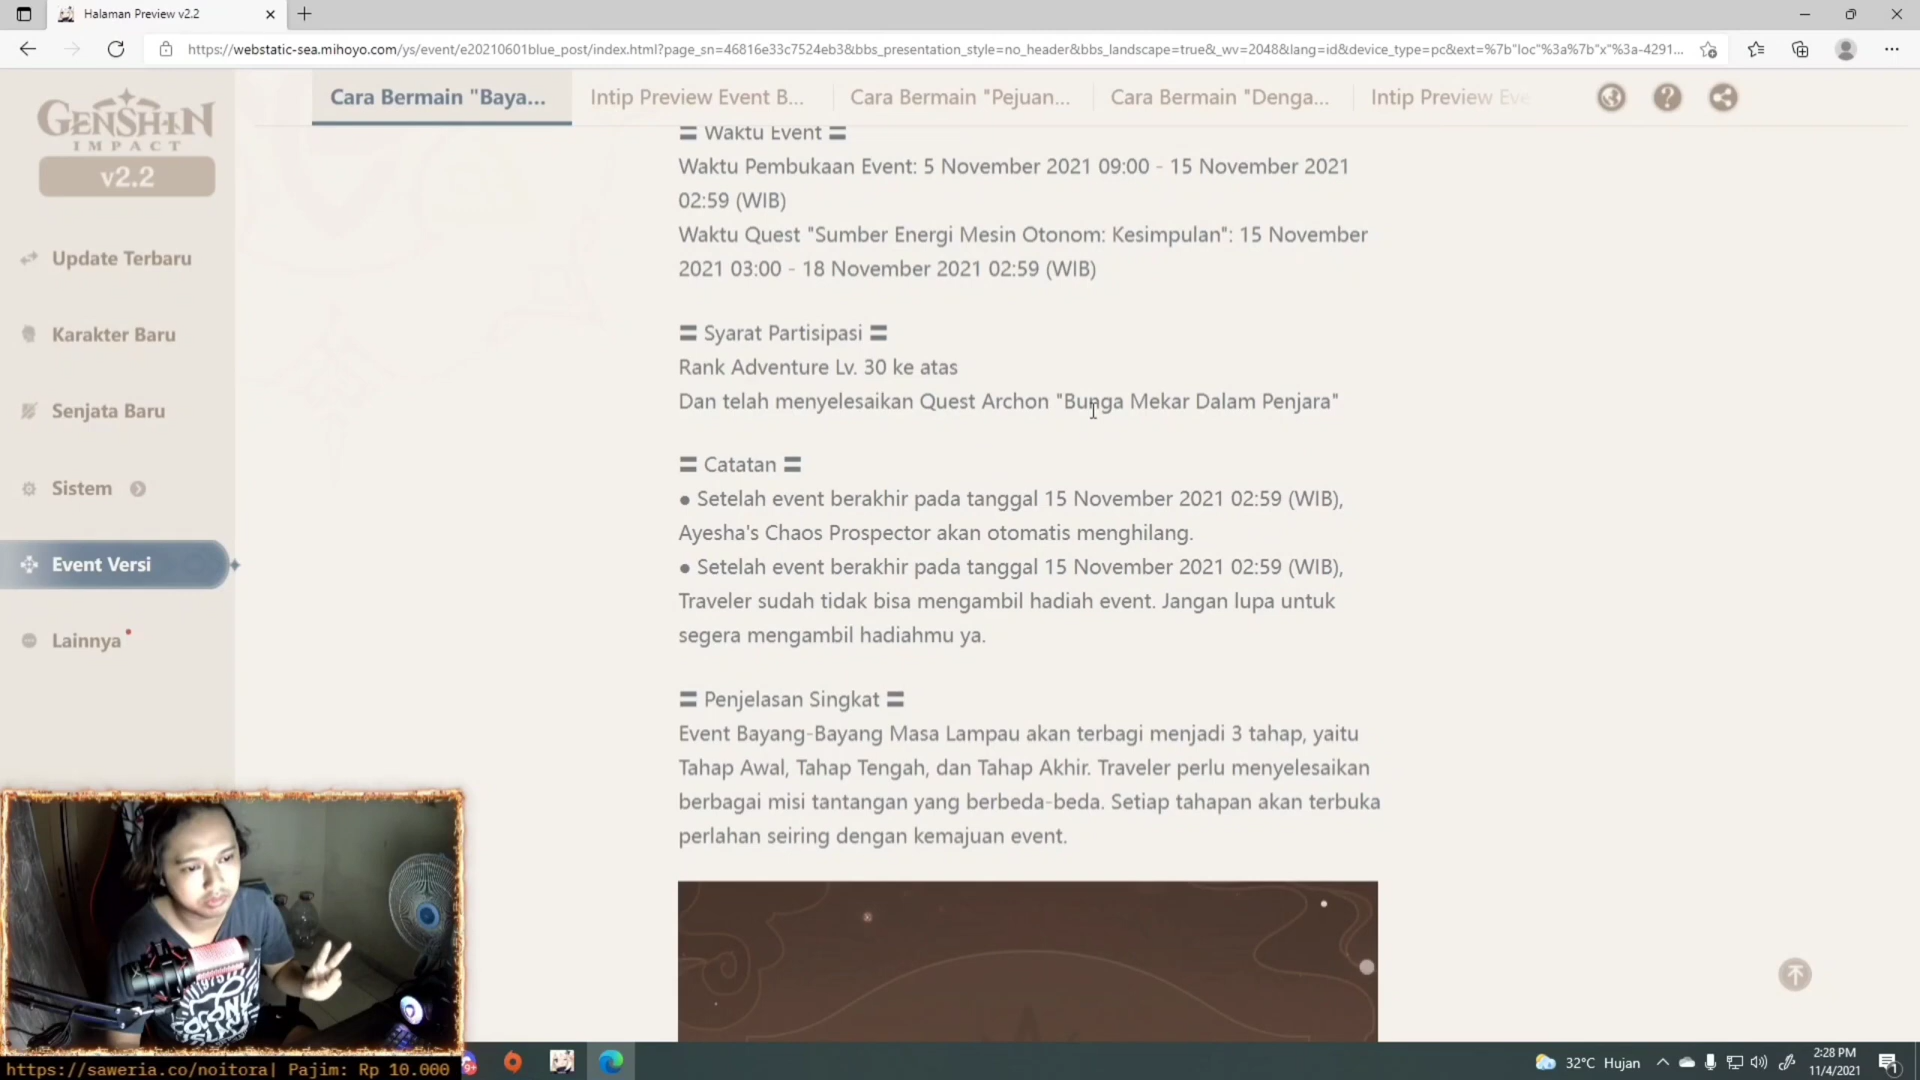 Halaman Preview v2.2
https://webstatic-sea.mihoyo.com/ys/event/e20210601blue_post/index.html?page_sn=46816e33c7524eb3&bbs_presentation_style=no_header&bbs_landscape=true&_wv=2048&lang=id&device_type=pc&ext=%7b"loc"%3a%7b"x"%3a-4291...
GENSHIN
IMPACT
v2.2
Cara Bermain "Baya...
Intip Preview Event B...
Cara Bermain "Pejuan...
Cara Bermain "Denga...
Intip Preview Eve
Update Terbaru
Karakter Baru
Senjata Baru
Sistem
Event Versi
Lainnya
〓 Waktu Event 〓
Waktu Pembukaan Event: 5 November 2021 09:00 - 15 November 2021
02:59 (WIB)
Waktu Quest "Sumber Energi Mesin Otonom: Kesimpulan": 15 November
2021 03:00 - 18 November 2021 02:59 (WIB)
〓 Syarat Partisipasi 〓
Rank Adventure Lv. 30 ke atas
Dan telah menyelesaikan Quest Archon "Bunga Mekar Dalam Penjara"
〓 Catatan 〓
● Setelah event berakhir pada tanggal 15 November 2021 02:59 (WIB),
Ayesha's Chaos Prospector akan otomatis menghilang.
● Setelah event berakhir pada tanggal 15 November 2021 02:59 (WIB),
Traveler sudah tidak bisa mengambil hadiah event. Jangan lupa untuk
segera mengambil hadiahmu ya.
〓 Penjelasan Singkat 〓
Event Bayang-Bayang Masa Lampau akan terbagi menjadi 3 tahap, yaitu
Tahap Awal, Tahap Tengah, dan Tahap Akhir. Traveler perlu menyelesaikan
berbagai misi tantangan yang berbeda-beda. Setiap tahapan akan terbuka
perlahan seiring dengan kemajuan event.
https://saweria.co/noitora| Pajim: Rp 10.000
32°C Hujan
2:28 PM
11/4/2021